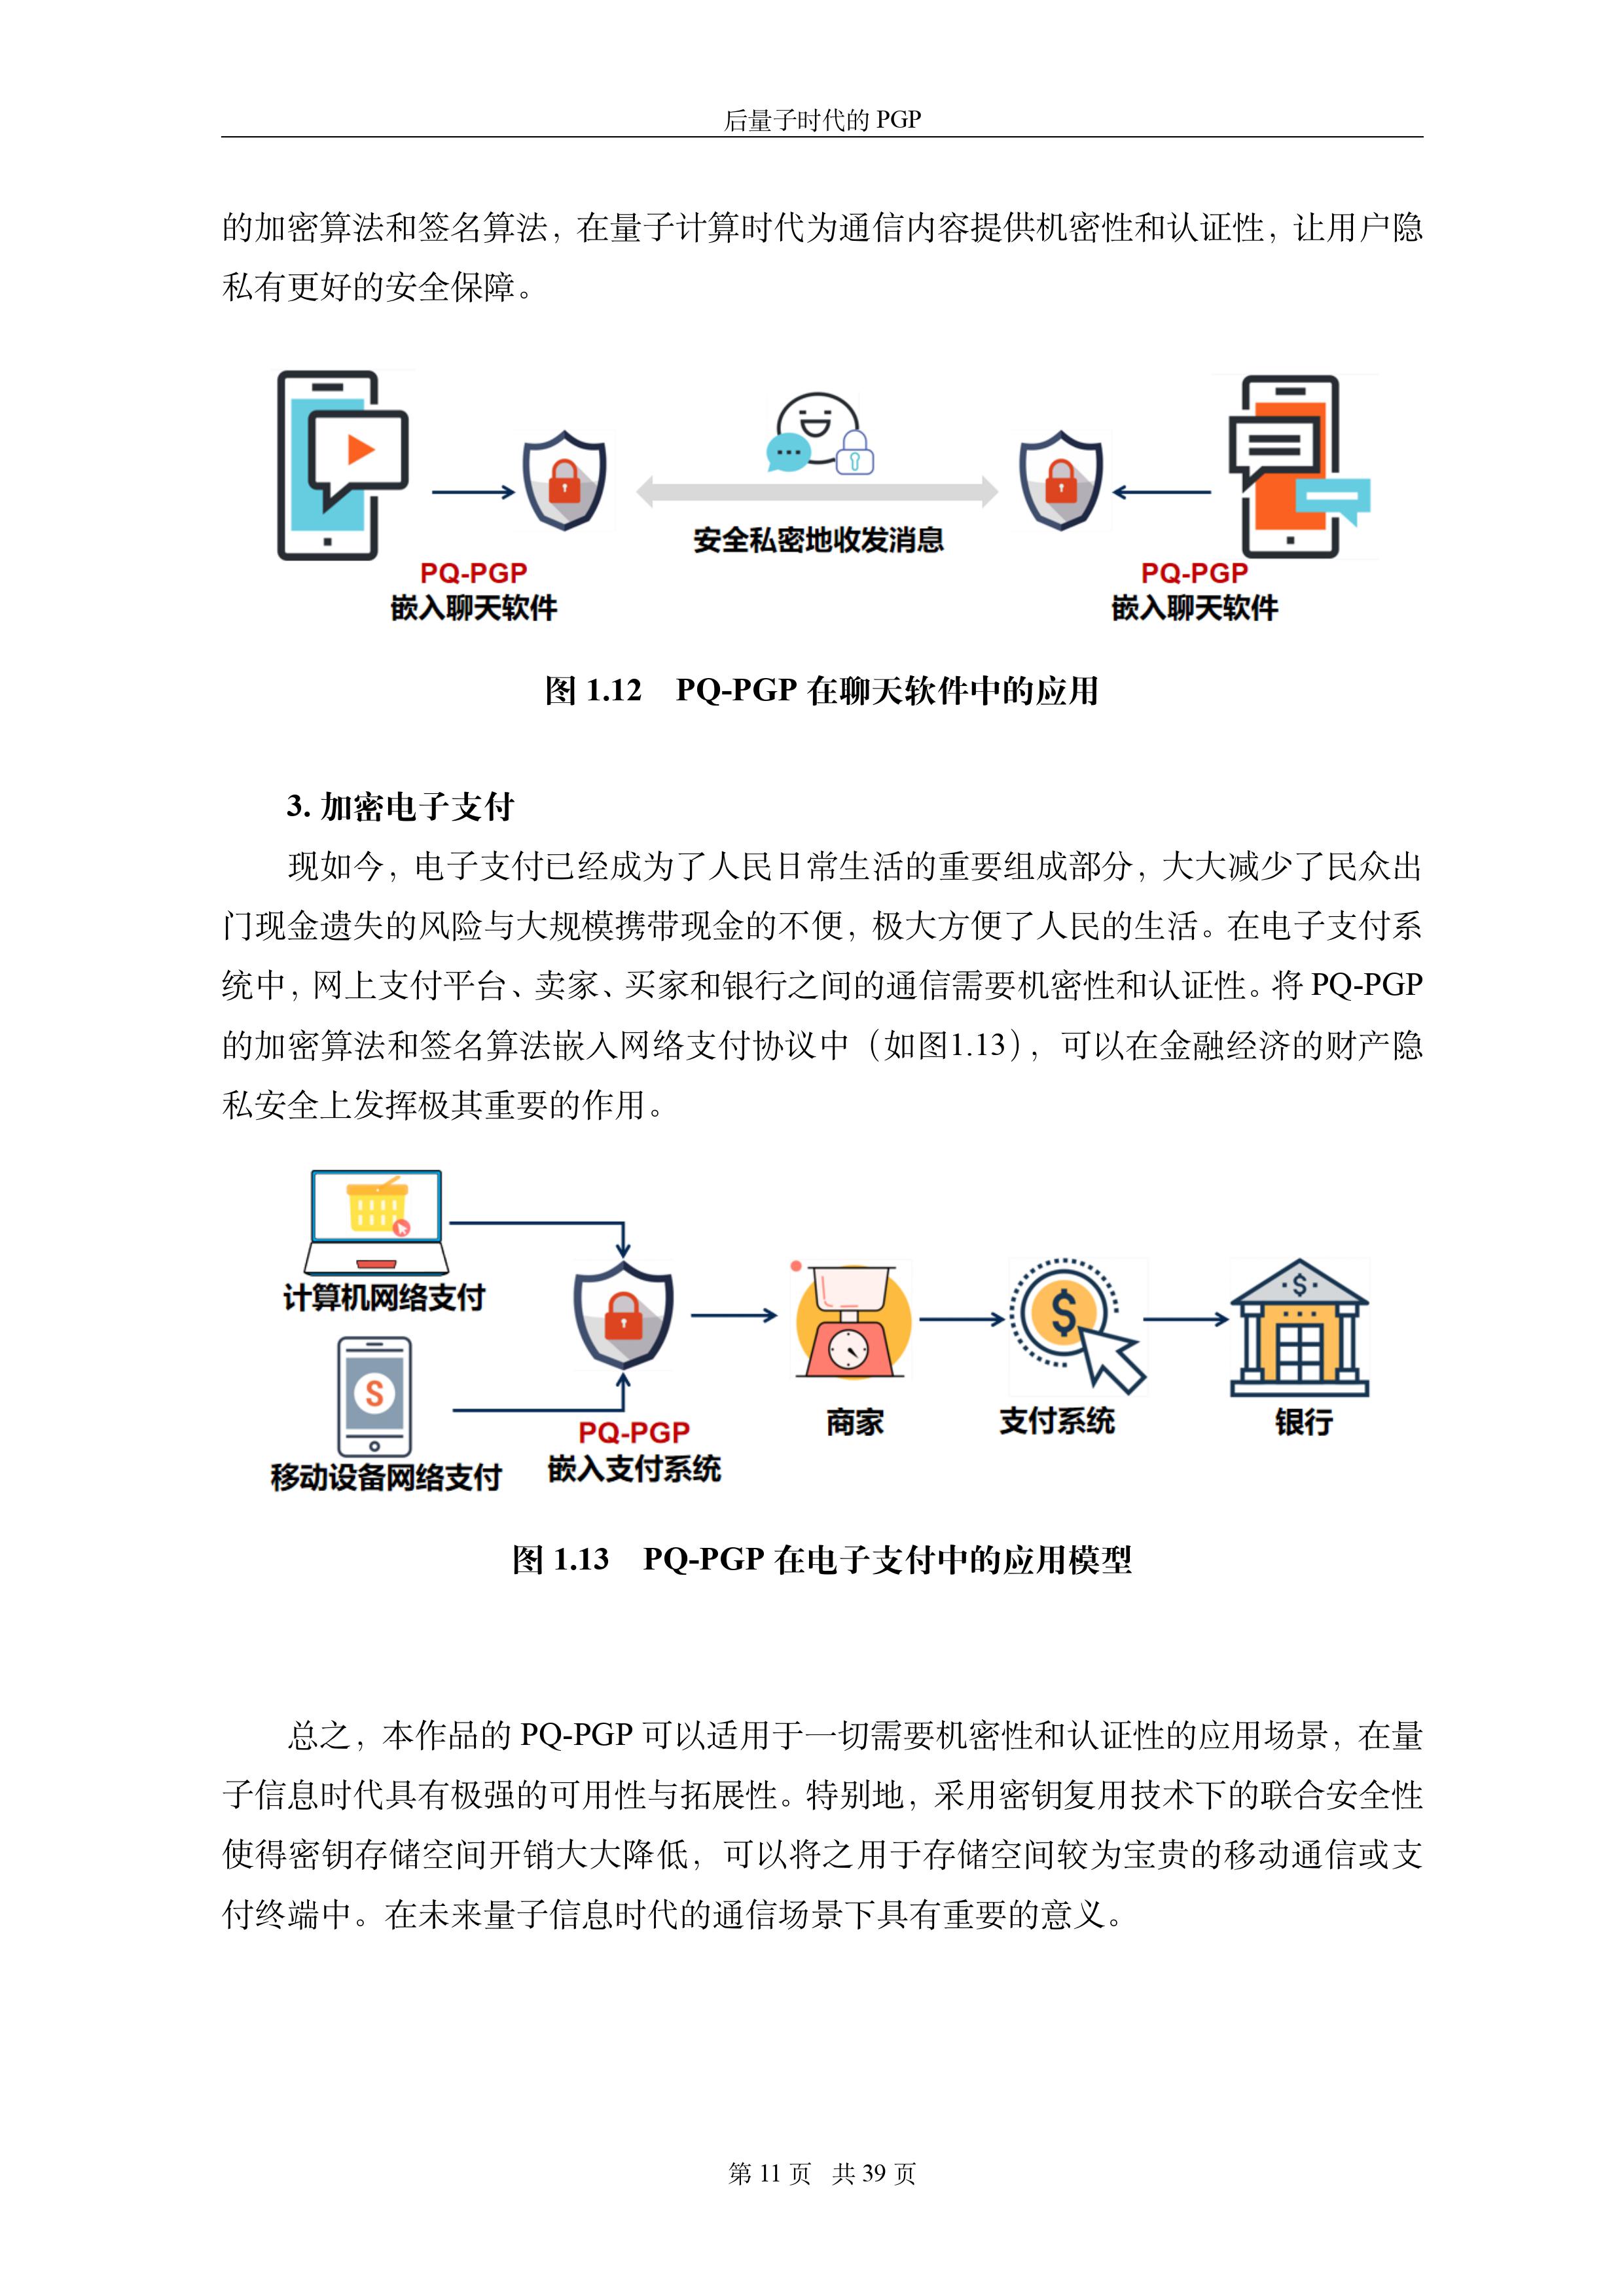 后量子时代的 PGP
的加密算法和签名算法，在量子计算时代为通信内容提供机密性和认证性，让用户隐
私有更好的安全保障。
安全私密地收发消息
PQ-PGP
嵌入聊天软件
PQ-PGP
嵌入聊天软件
图 1.12 PQ-PGP 在聊天软件中的应用
3. 加密电子支付
现如今，电子支付已经成为了人民日常生活的重要组成部分，大大减少了民众出
门现金遗失的风险与大规模携带现金的不便，极大方便了人民的生活。在电子支付系
统中，网上支付平台、卖家、买家和银行之间的通信需要机密性和认证性。将 PQ-PGP
的加密算法和签名算法嵌入网络支付协议中（如图1.13），可以在金融经济的财产隐
私安全上发挥极其重要的作用。
计算机网络支付
移动设备网络支付
PQ-PGP
嵌入支付系统
商家
支付系统
银行
图 1.13 PQ-PGP 在电子支付中的应用模型
总之，本作品的 PQ-PGP 可以适用于一切需要机密性和认证性的应用场景，在量
子信息时代具有极强的可用性与拓展性。特别地，采用密钥复用技术下的联合安全性
使得密钥存储空间开销大大降低，可以将之用于存储空间较为宝贵的移动通信或支
付终端中。在未来量子信息时代的通信场景下具有重要的意义。
第 11 页 共 39 页